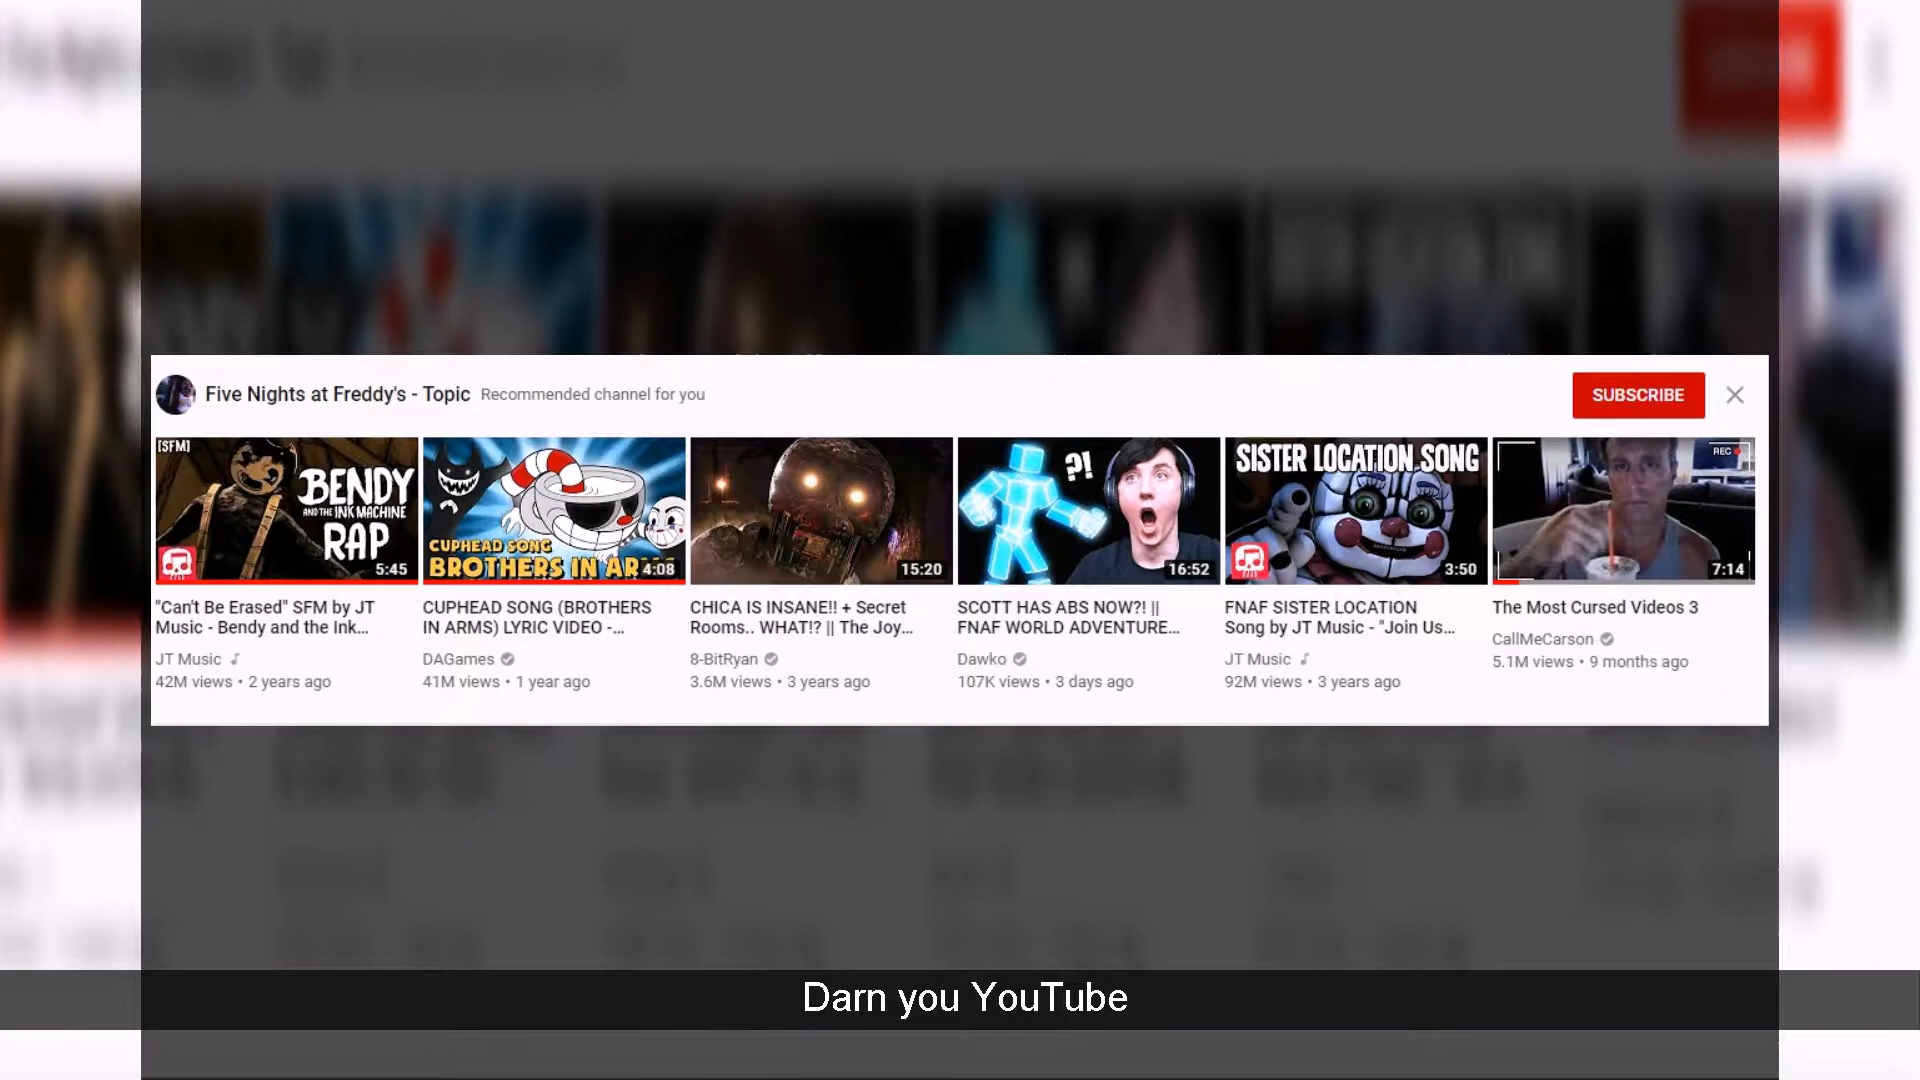 Five Nights at Freddy's - Topic Recommended channel for you SUBSCRIBE
[SFM]
BENDY
AND THE INK MACHINE
RAP
5:45
CUPHEAD SONG
BROTHERS IN AR
4:08
15:20
?!
16:52
SISTER LOCATION SONG
3:50
REC
7:14
"Can't Be Erased" SFM by JT
Music - Bendy and the Ink...
JT Music
42M views • 2 years ago
CUPHEAD SONG (BROTHERS
IN ARMS) LYRIC VIDEO -...
DAGames
41M views • 1 year ago
CHICA IS INSANE!! + Secret
Rooms.. WHAT!? || The Joy...
8-BitRyan
3.6M views • 3 years ago
SCOTT HAS ABS NOW?! ||
FNAF WORLD ADVENTURE...
Dawko
107K views • 3 days ago
FNAF SISTER LOCATION
Song by JT Music - "Join Us...
JT Music
92M views • 3 years ago
The Most Cursed Videos 3
CallMeCarson
5.1M views • 9 months ago
Darn you YouTube